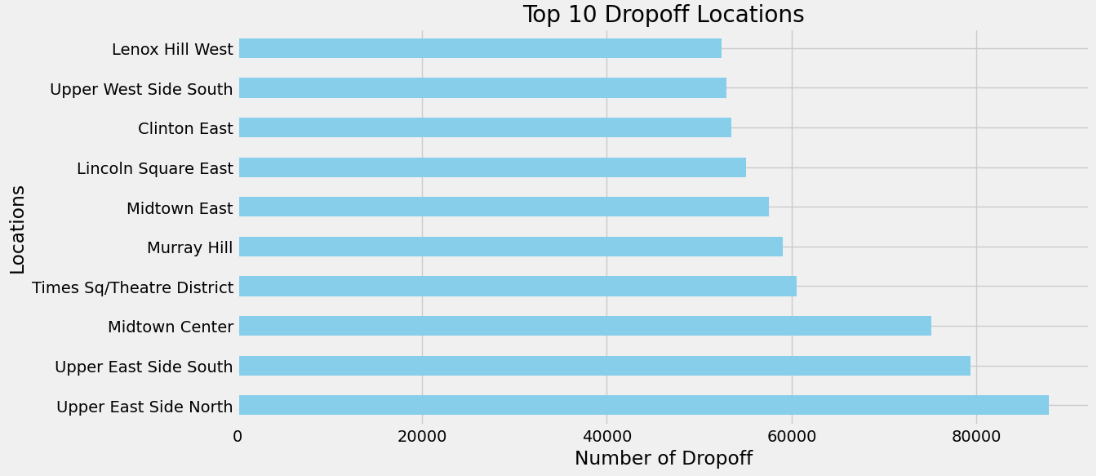 Top 10 Dropoff Locations
Locations
Lenox Hill West
Upper West Side South
Clinton East
Lincoln Square East
Midtown East
Murray Hill
Times Sq/Theatre District
Midtown Center
Upper East Side South
Upper East Side North
0 20000 40000 60000 80000
Number of Dropoff